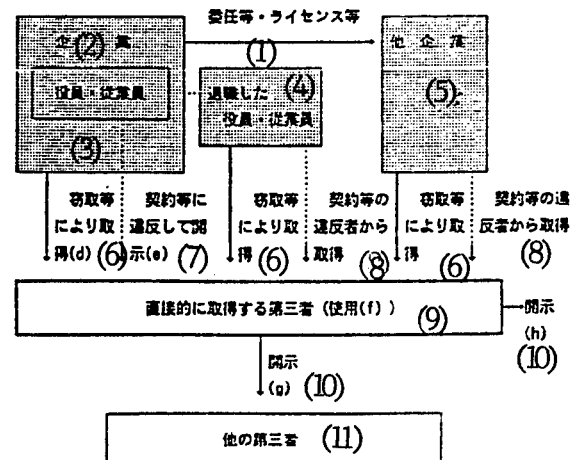 委任等・ライセンス等
(1)
企(2)業
他 企 業
役員・従業員
(3)
退職した(4)
役員・従業員
(5)
窃取等
により取
得(d)(6)
契約等に
違反して開
示(e)(7)
窃取等
により取
得(6)
契約等の
違反者から
取得(8)
窃取等
により取
得(6)
契約等の違
反者から取得
(8)
直接的に取得する第三者(使用(f))(9)
開示
(h)
(10)
開示
(g)(10)
他の第三者(11)